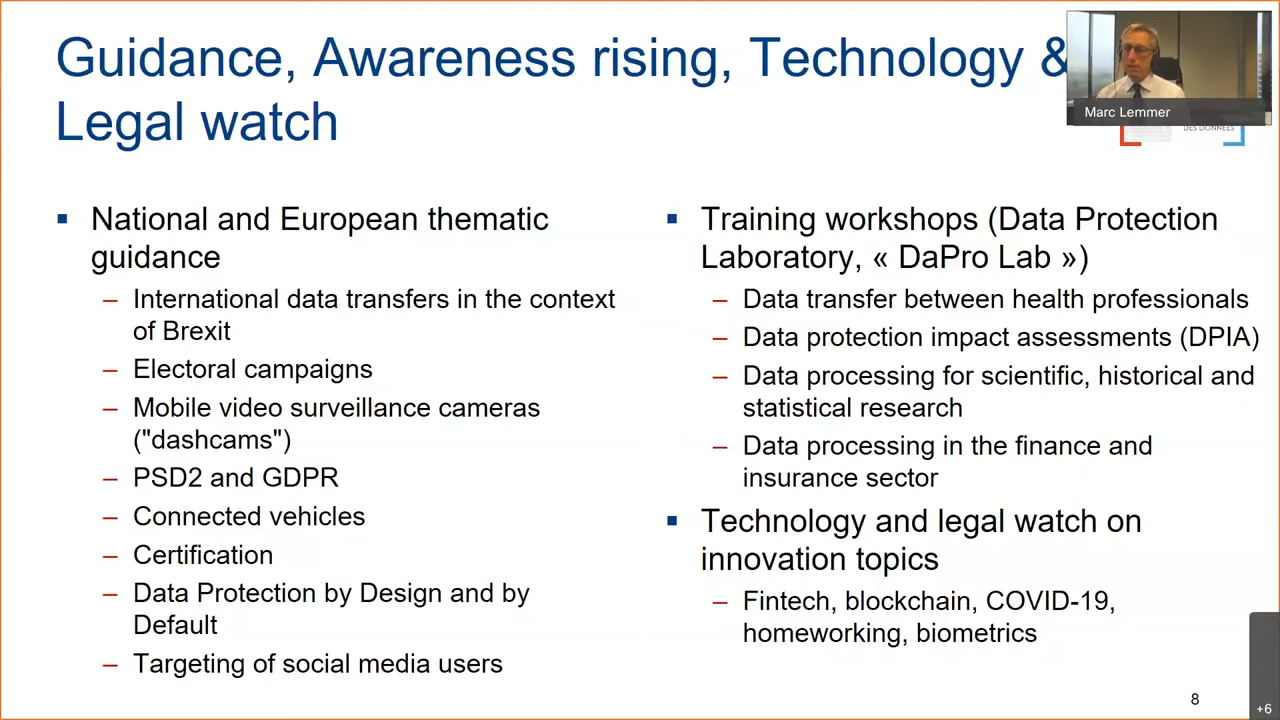 Guidance, Awareness rising, Technology &
Legal watch
Marc Lemmer
DES DONNÉES
▪ National and European thematic
guidance
– International data transfers in the context
of Brexit
– Electoral campaigns
– Mobile video surveillance cameras
("dashcams")
– PSD2 and GDPR
– Connected vehicles
– Certification
– Data Protection by Design and by
Default
– Targeting of social media users
▪ Training workshops (Data Protection
Laboratory, « DaPro Lab »)
– Data transfer between health professionals
– Data protection impact assessments (DPIA)
– Data processing for scientific, historical and
statistical research
– Data processing in the finance and
insurance sector
▪ Technology and legal watch on
innovation topics
– Fintech, blockchain, COVID-19,
homeworking, biometrics
8
+6